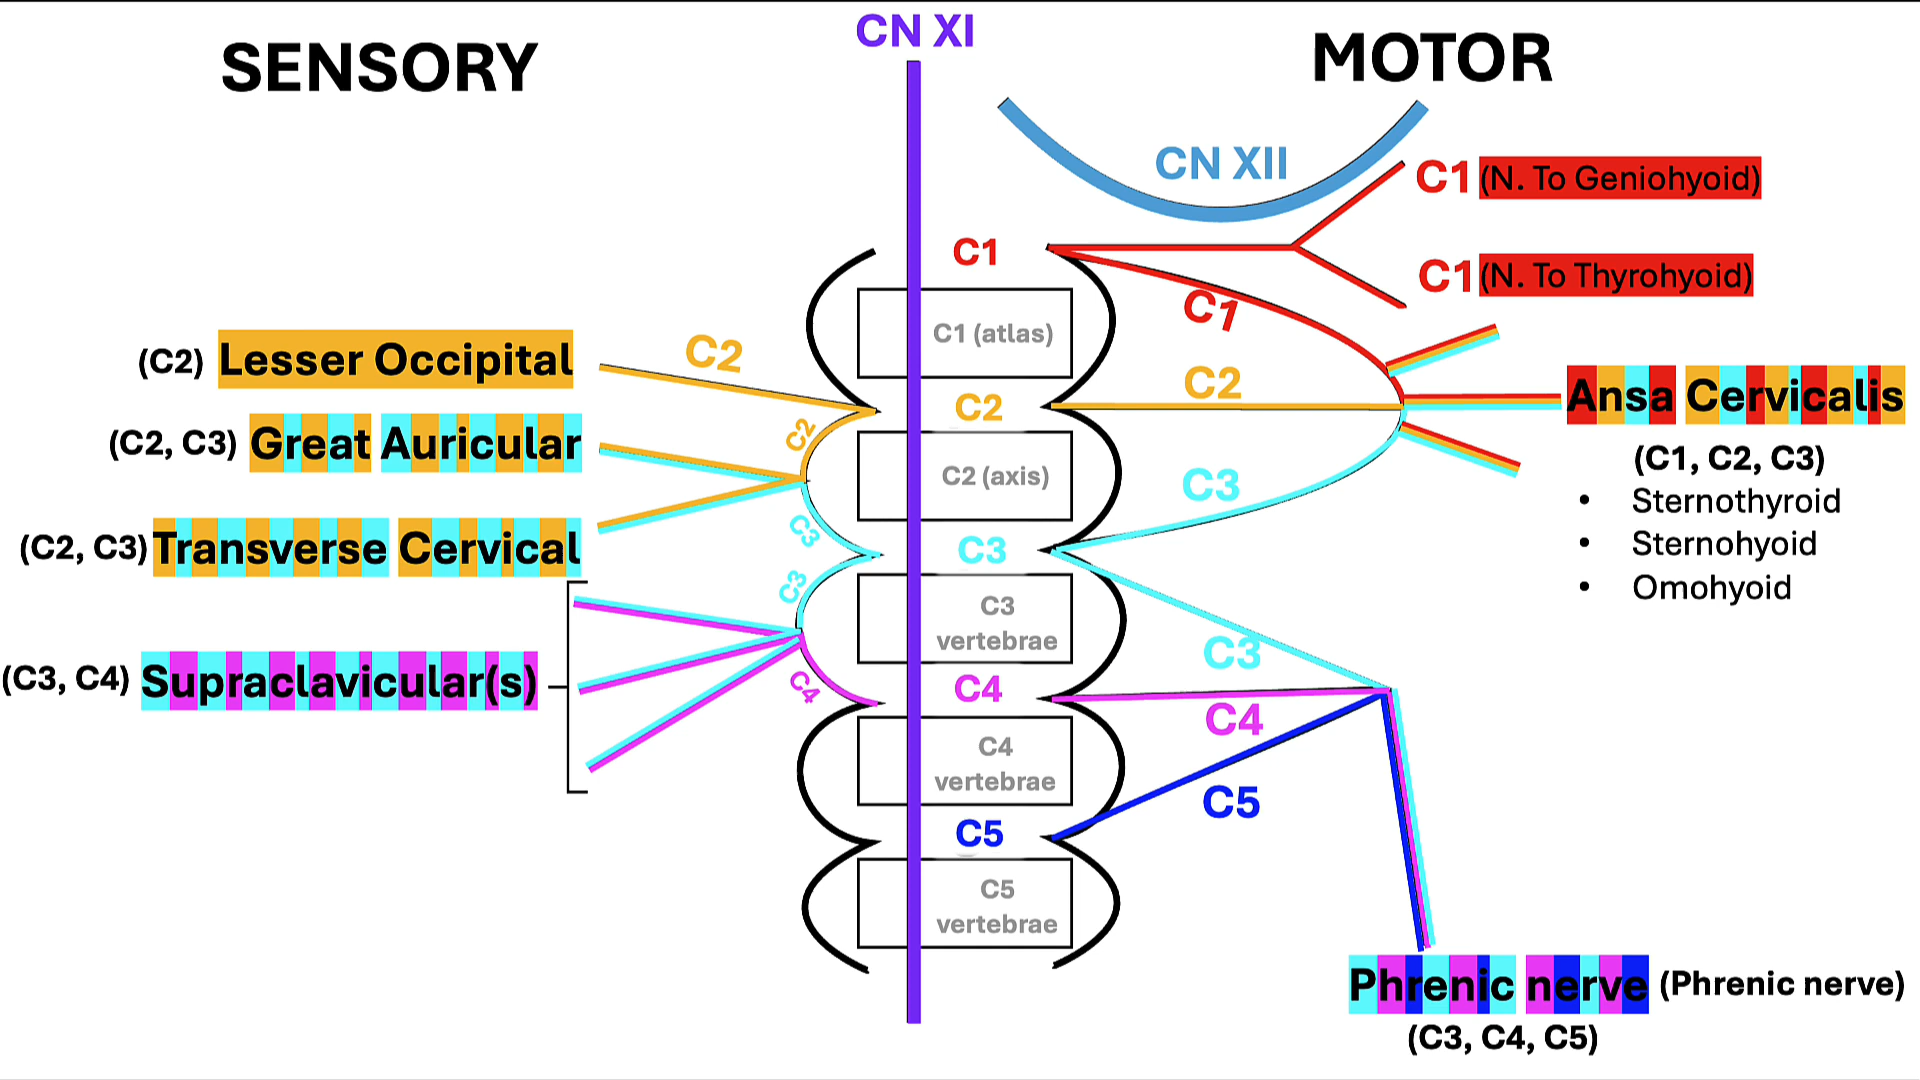 CN XI
SENSORY
MOTOR
CN XII
C1 (N. To Geniohyoid)
C1
C1 (N. To Thyrohyoid)
C1
C1 (atlas)
(C2) Lesser Occipital
C2
C2
C2
Ansa Cervicalis
(C2, C3) Great Auricular
C2
(C1, C2, C3)
C2 (axis)
C3
• Sternothyroid
(C2, C3) Transverse Cervical
C3
C3
• Sternohyoid
• Omohyoid
C3
C3
vertebrae
C3
(C3, C4) Supraclavicular(s)
C4
C4
C4
C4
vertebrae
C5
C5
C5
vertebrae
Phrenic nerve (Phrenic nerve)
(C3, C4, C5)